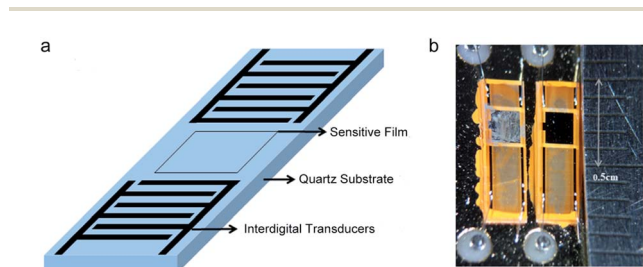 a
b
Sensitive Film
Quartz Substrate
Interdigital Transducers
0.5cm